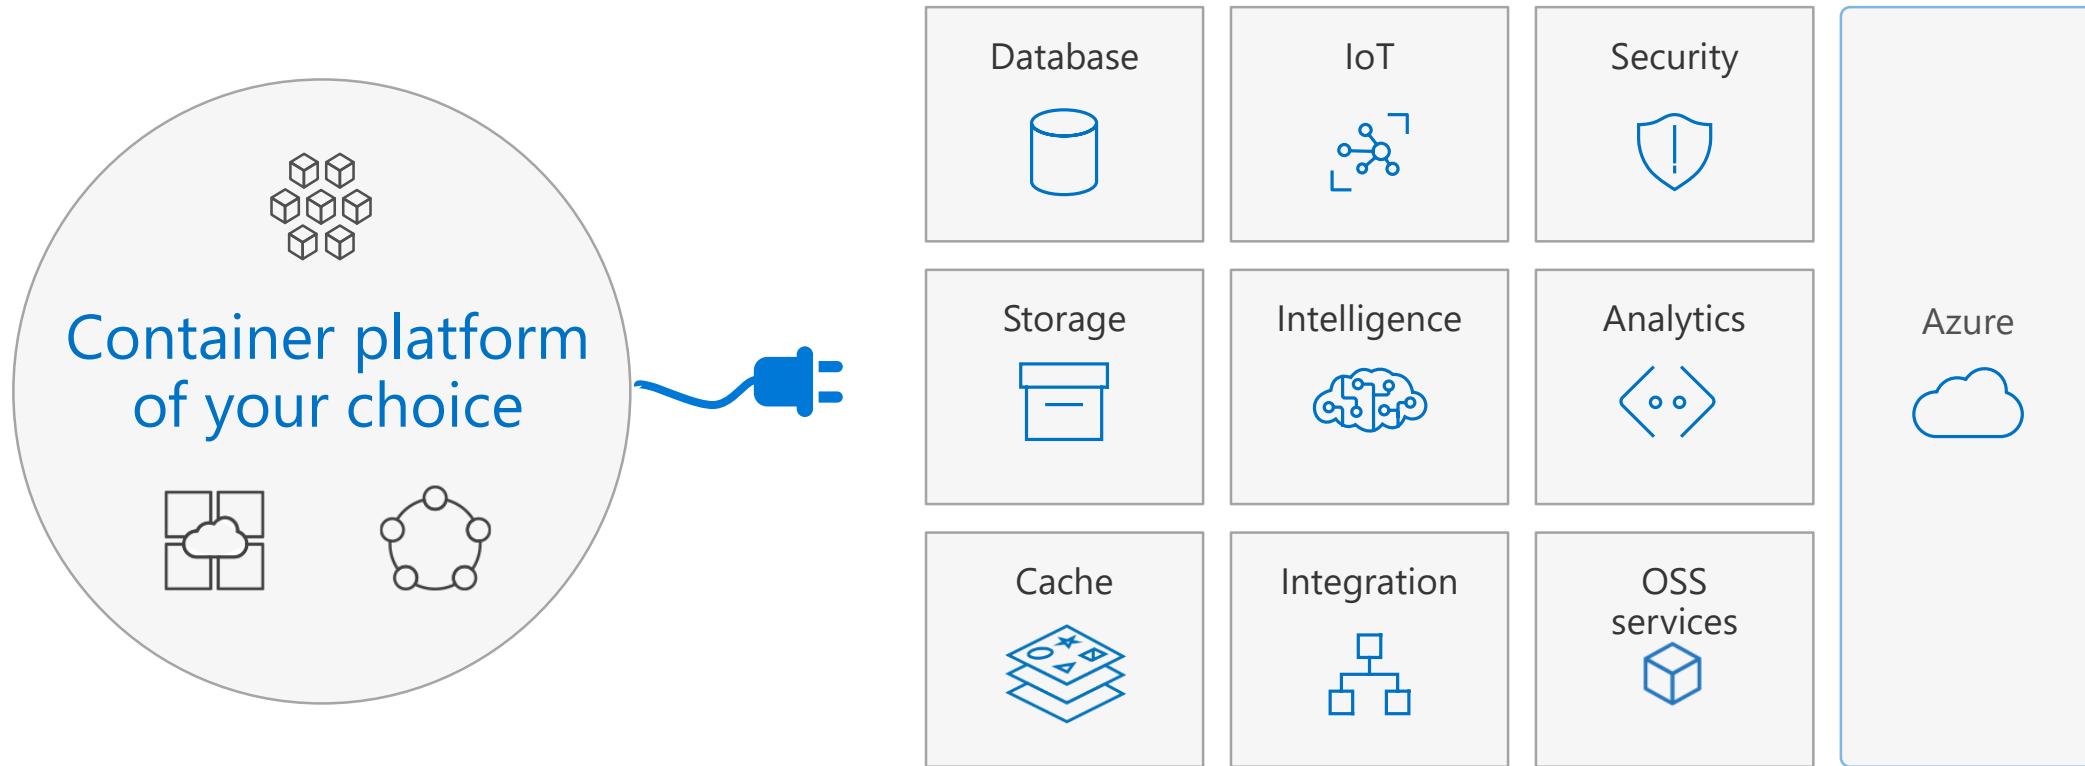 Container platform
of your choice
Database
IoT
Security
Storage
Intelligence
Analytics
Cache
Integration
OSS
services
Azure